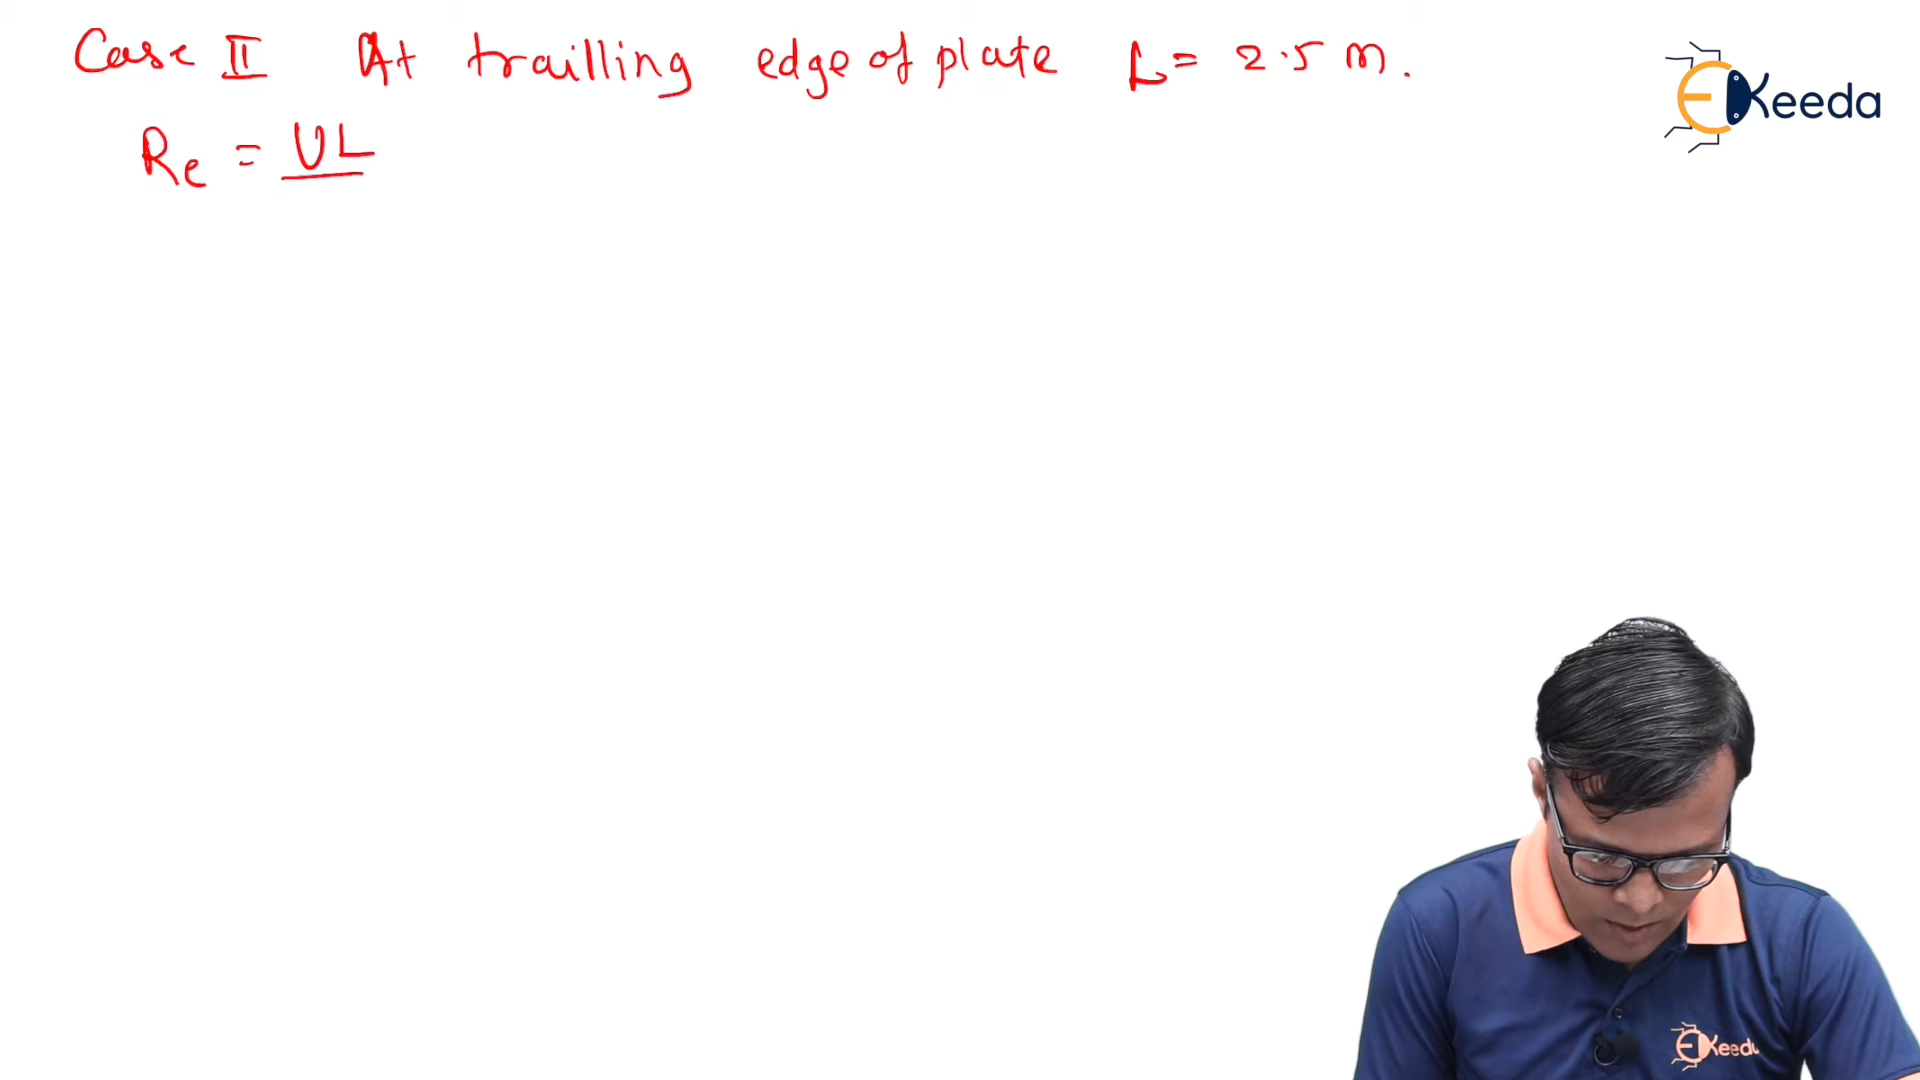 Case II At trailling edge of plate L = 2.5 m.
Re = UL
EKeeda
EKeeda